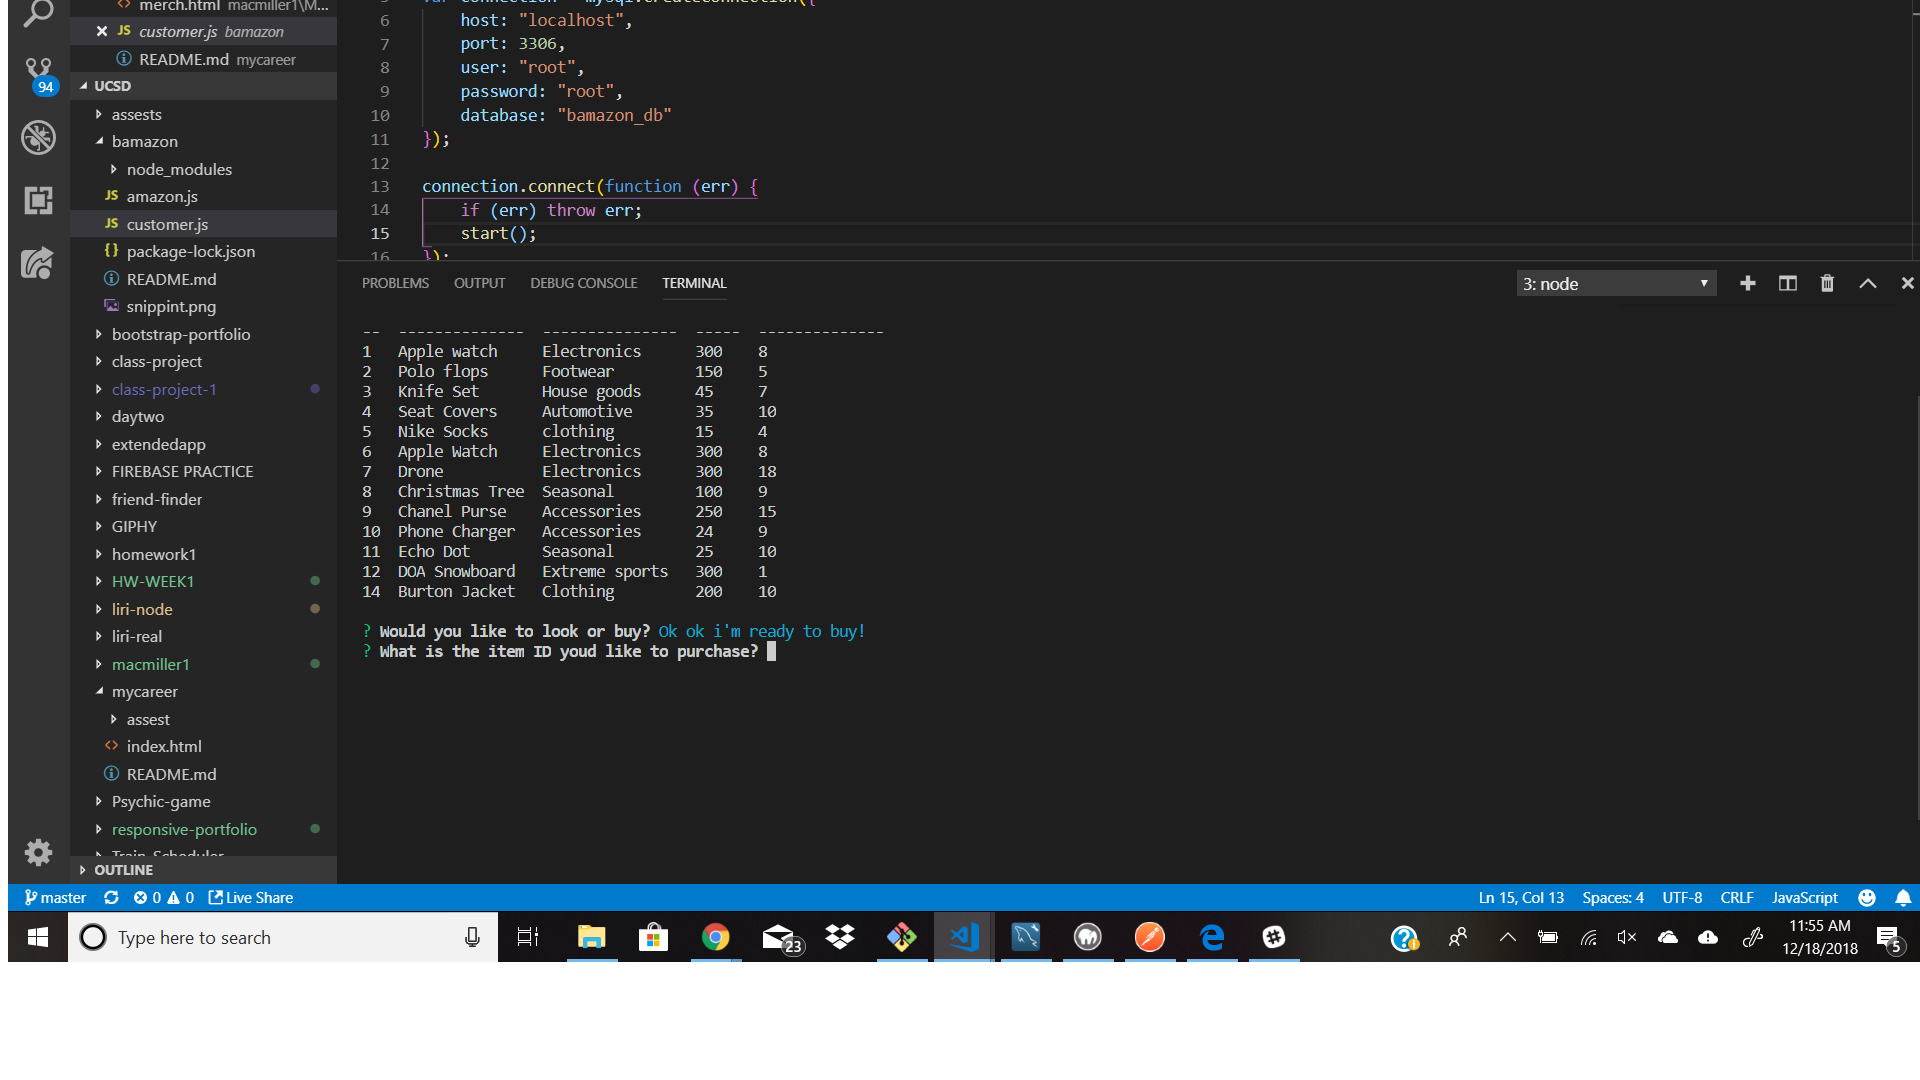 merch.html macmiller1\M...
JS customer.js bamazon
README.md mycareer
94
UCSD
assests
bamazon
node_modules
JS amazon.js
JS customer.js
{} package-lock.json
README.md
snippint.png
bootstrap-portfolio
class-project
class-project-1
daytwo
extendedapp
FIREBASE PRACTICE
friend-finder
GIPHY
homework1
HW-WEEK1
liri-node
liri-real
macmiller1
mycareer
assest
<> index.html
README.md
Psychic-game
responsive-portfolio
Train-Scheduler
OUTLINE
6 host: "localhost",
7 port: 3306,
8 user: "root",
9 password: "root",
10 database: "bamazon_db"
11 });
12
13 connection.connect(function (err) {
14 if (err) throw err;
15 start();
16 });
PROBLEMS OUTPUT DEBUG CONSOLE TERMINAL 3: node
-- -------------- --------------- ----- --------------
1 Apple watch Electronics 300 8
2 Polo flops Footwear 150 5
3 Knife Set House goods 45 7
4 Seat Covers Automotive 35 10
5 Nike Socks clothing 15 4
6 Apple Watch Electronics 300 8
7 Drone Electronics 300 18
8 Christmas Tree Seasonal 100 9
9 Chanel Purse Accessories 250 15
10 Phone Charger Accessories 24 9
11 Echo Dot Seasonal 25 10
12 DOA Snowboard Extreme sports 300 1
14 Burton Jacket Clothing 200 10
? Would you like to look or buy? Ok ok i'm ready to buy!
? What is the item ID youd like to purchase?
master 0 0 Live Share Ln 15, Col 13 Spaces: 4 UTF-8 CRLF JavaScript
Type here to search 23 11:55 AM
12/18/2018 5